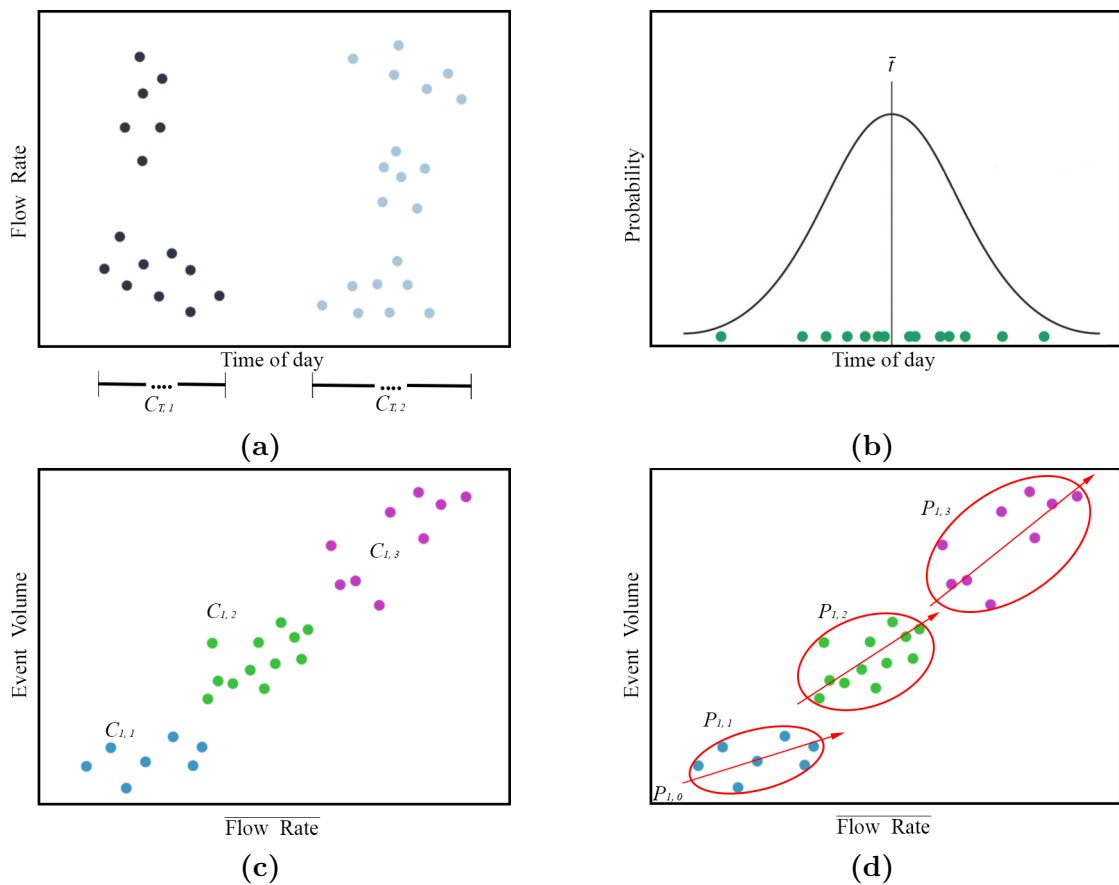 Flow Rate
Time of day
C_{T, 1}
C_{T, 2}
(a)
t̄
Probability
Time of day
(b)
Event Volume
C_{1, 1}
C_{1, 2}
C_{1, 3}
Flow Rate
(c)
Event Volume
P_{1, 0}
P_{1, 1}
P_{1, 2}
P_{1, 3}
Flow Rate
(d)